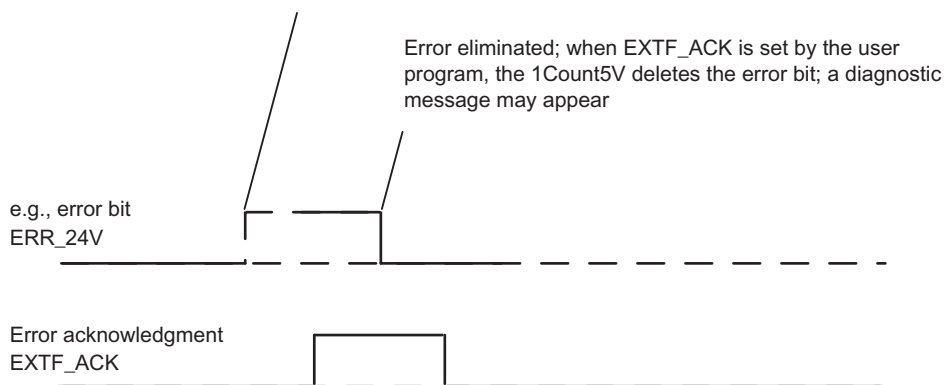 Error eliminated; when EXTF_ACK is set by the user
program, the 1Count5V deletes the error bit; a diagnostic
message may appear
e.g., error bit
ERR_24V
Error acknowledgment
EXTF_ACK